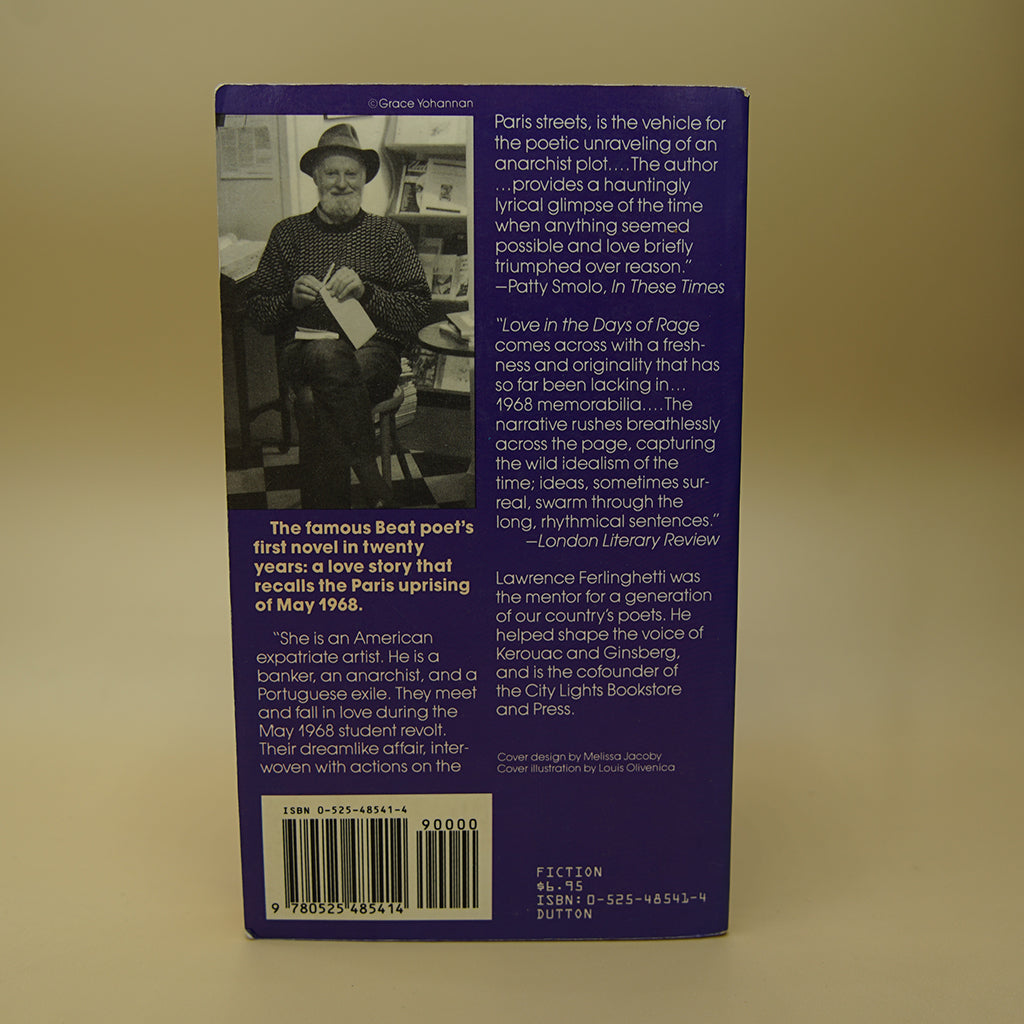 ©Grace Yohannan
The famous Beat poet's
first novel in twenty
years: a love story that
recalls the Paris uprising
of May 1968.
"She is an American
expatriate artist. He is a
banker, an anarchist, and a
Portuguese exile. They meet
and fall in love during the
May 1968 student revolt.
Their dreamlike affair, inter-
woven with actions on the
Paris streets, is the vehicle for
the poetic unraveling of an
anarchist plot....The author
...provides a hauntingly
lyrical glimpse of the time
when anything seemed
possible and love briefly
triumphed over reason."
—Patty Smolo, In These Times
"Love in the Days of Rage
comes across with a fresh-
ness and originality that has
so far been lacking in...
1968 memorabilia....The
narrative rushes breathlessly
across the page, capturing
the wild idealism of the
time; ideas, sometimes sur-
real, swarm through the
long, rhythmical sentences."
—London Literary Review
Lawrence Ferlinghetti was
the mentor for a generation
of our country's poets. He
helped shape the voice of
Kerouac and Ginsberg,
and is the cofounder of
the City Lights Bookstore
and Press.
Cover design by Melissa Jacoby
Cover illustration by Louis Olivenica
ISBN 0-525-48541-4
90000
9 780525 485414
FICTION
$6.95
ISBN: 0-525-48541-4
DUTTON